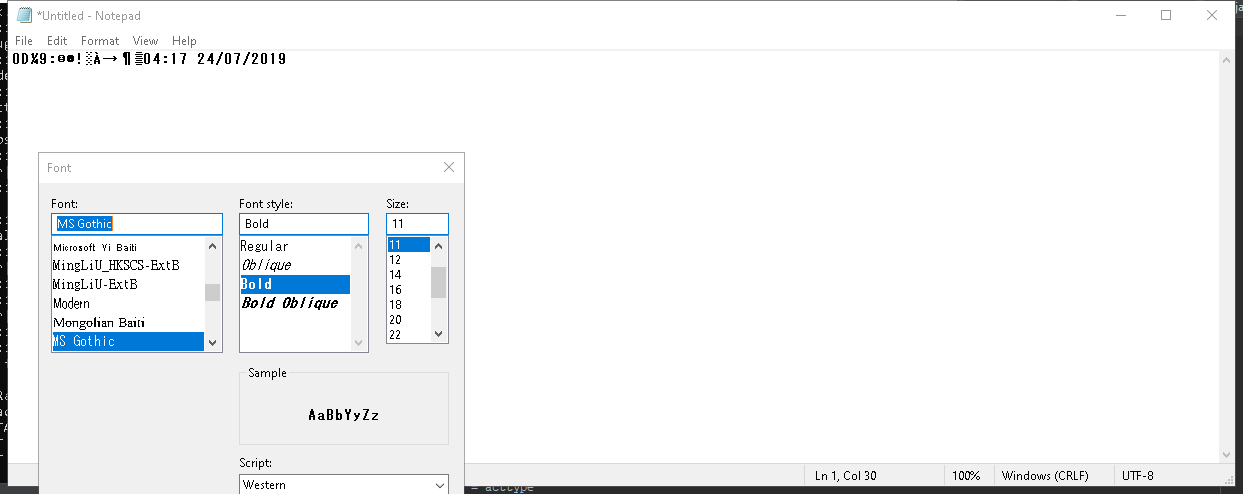 *Untitled - Notepad
File Edit Format View Help
04:17 24/07/2019
Font
Font: Font style: Size:
MS Gothic Bold 11
Microsoft Yi Baiti Regular 11
MingLiU_HKSCS-ExtB Oblique 12
MingLiU-ExtB Bold 14
Modern Bold Oblique 16
Mongolian Baiti 18
MS Gothic 20
22
Sample
AaBbYyZz
Script:
Western
Ln 1, Col 30 100% Windows (CRLF) UTF-8
= acctype